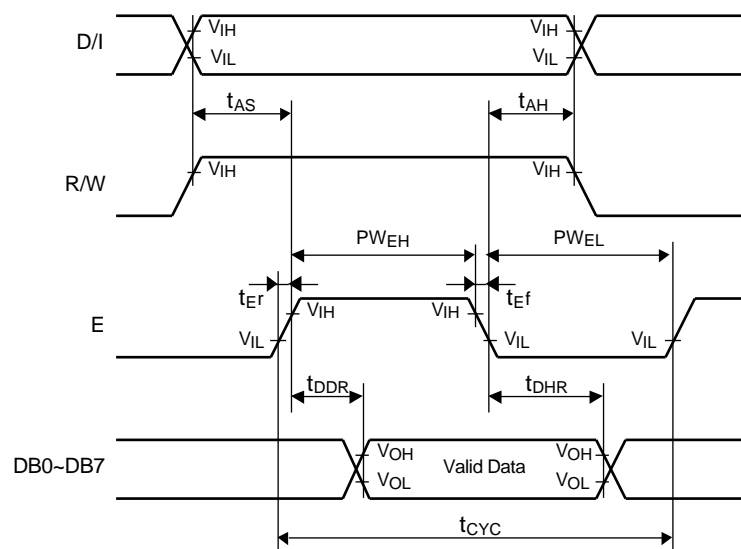 D/I
VIH
VIH
VIL
VIL
tAS
tAH
R/W
VIH
VIH
PWEH
PWEL
tEr
tEf
E
VIH
VIH
VIL
VIL
VIL
tDDR
tDHR
DB0~DB7
VOH
Valid Data
VOH
VOL
VOL
tCYC